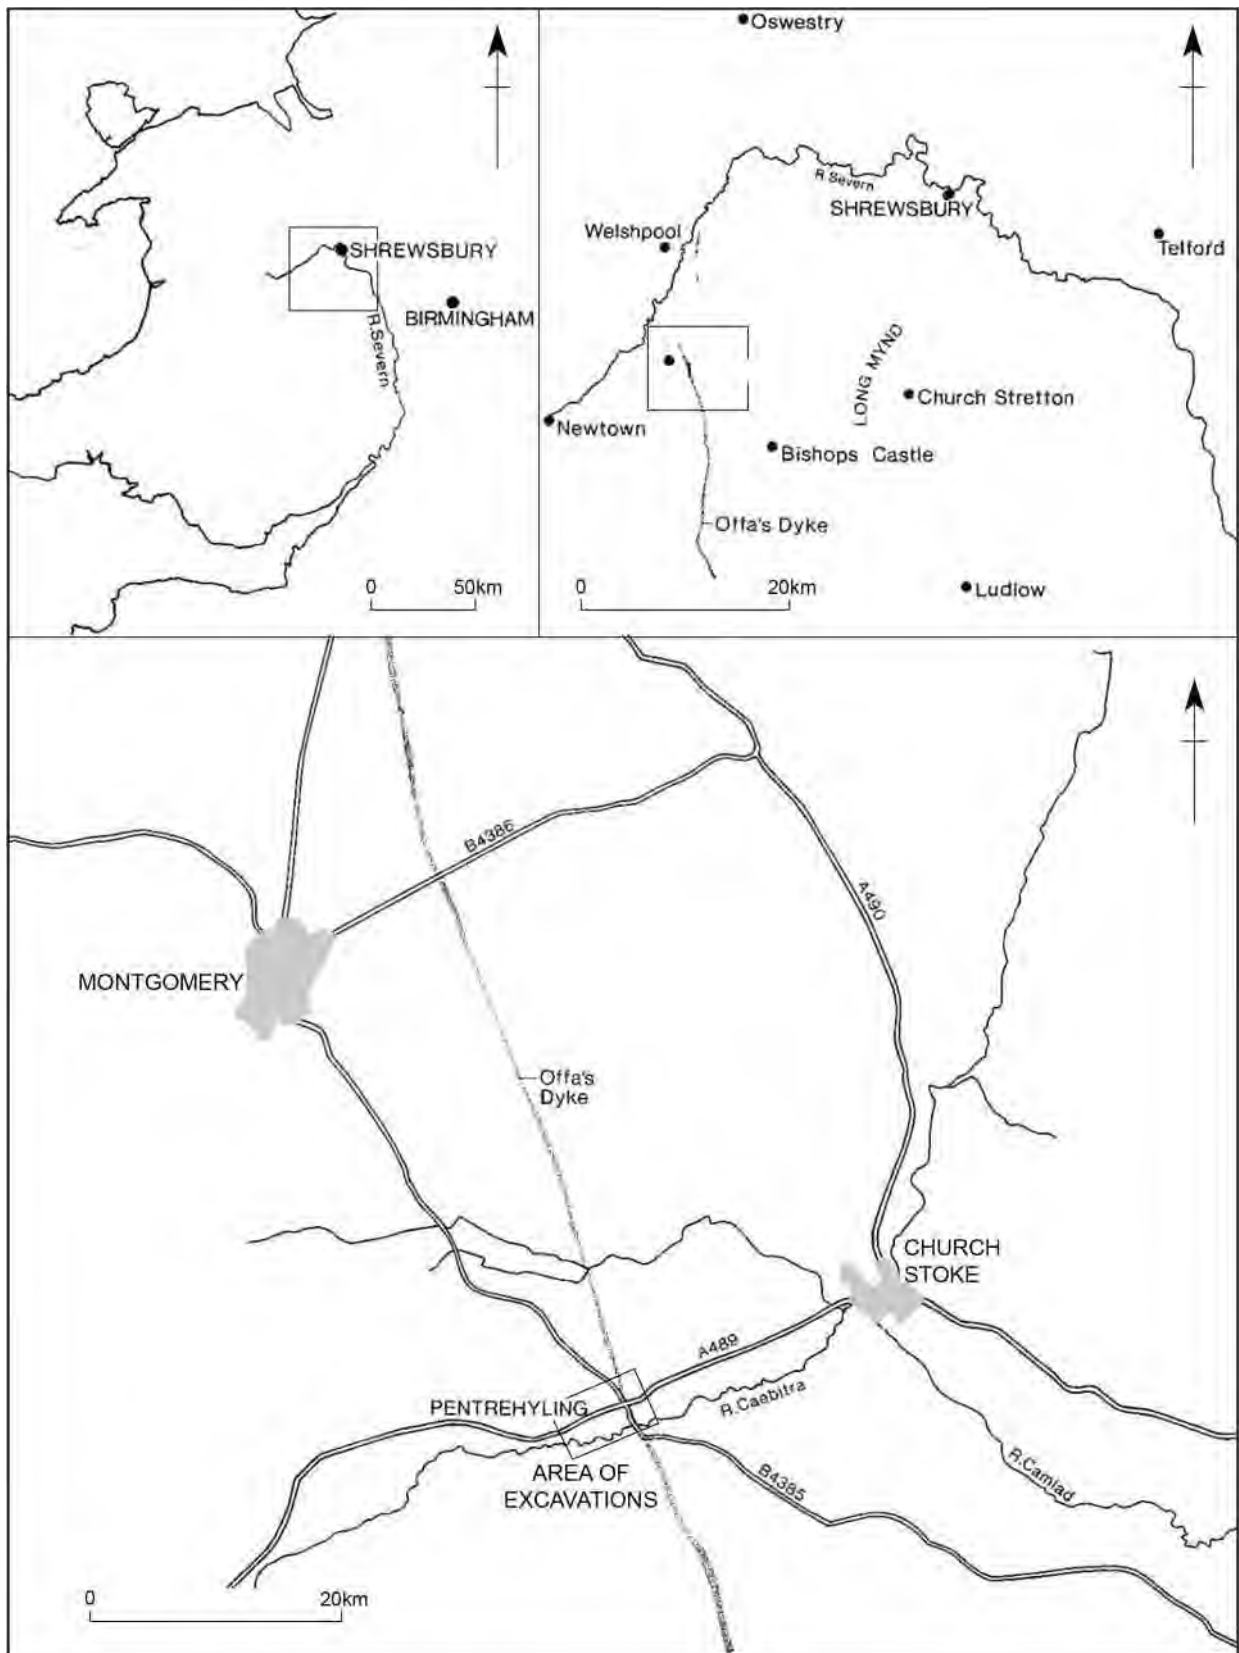 SHREWSBURY
BIRMINGHAM
R.Severn
0 50km
Oswestry
R.Severn
SHREWSBURY
Welshpool
Telford
LONG MYND
Church Stretton
Newtown
Bishops Castle
Offa's Dyke
0 20km
Ludlow
B4386
A490
MONTGOMERY
Offa's
Dyke
CHURCH
STOKE
A489
PENTREHYLING
R.Caebitra
AREA OF
EXCAVATIONS
B4385
R.Camlad
0 20km